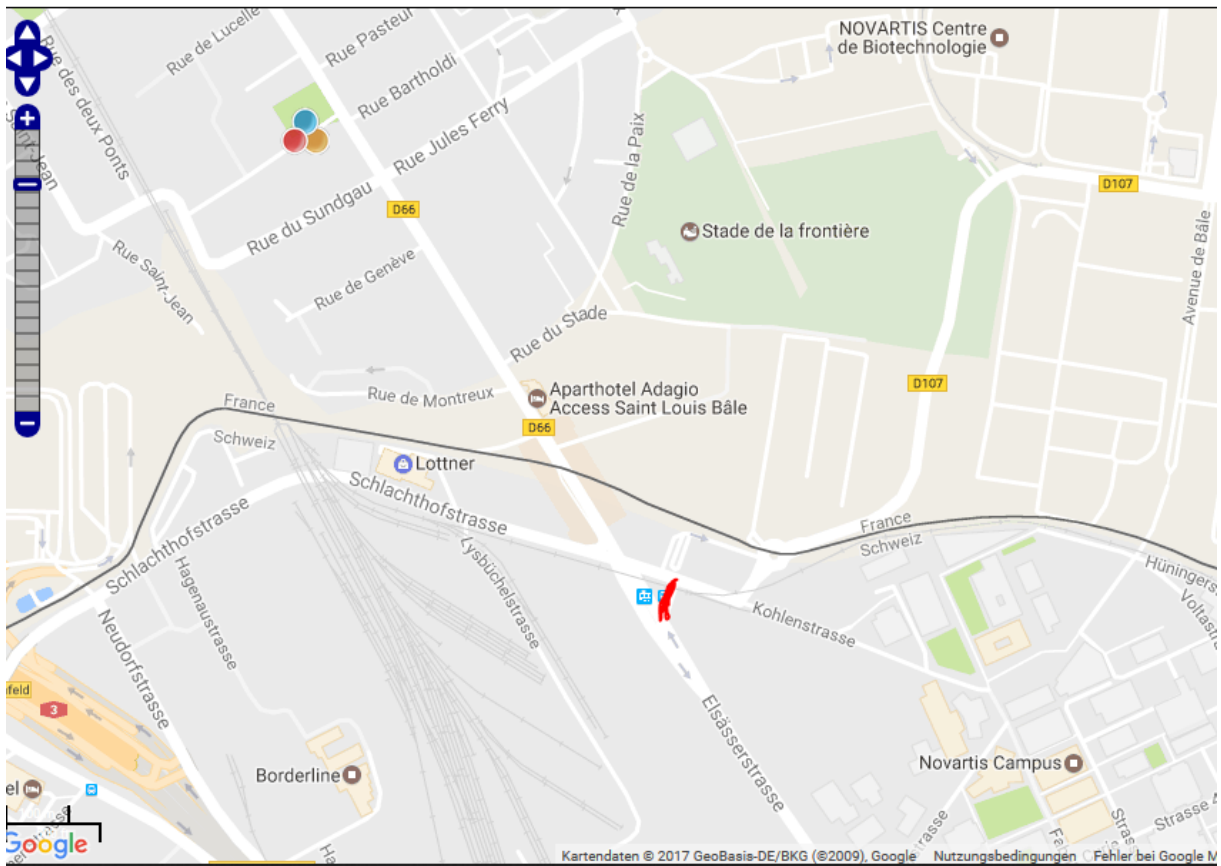 NOVARTIS Centre
de Biotechnologie
Rue Pasteur
Rue de Lucelle
Rue Bartholdi
Rue des deux Ponts
Rue Jules Ferry
Rue de la Paix
D107
Saint-Jean
D66
Rue du Sundgau
Stade de la frontière
Avenue de Bâle
Rue Saint-Jean
Rue de Genève
Rue du Stade
D107
Rue de Montreux
Aparthotel Adagio
Access Saint Louis Bâle
France
D66
Schweiz
Lottner
Schlachthofstrasse
Schlachthofstrasse
France
Schweiz
Lysbüchelstrasse
Hagenaustrasse
Kohlenstrasse
Neudorfstrasse
3
Elsässerstrasse
Borderline
Novartis Campus
Strasse 4
Google
Kartendaten © 2017 GeoBasis-DE/BKG (©2009), Google
Nutzungsbedingungen
Fehler bei Google M